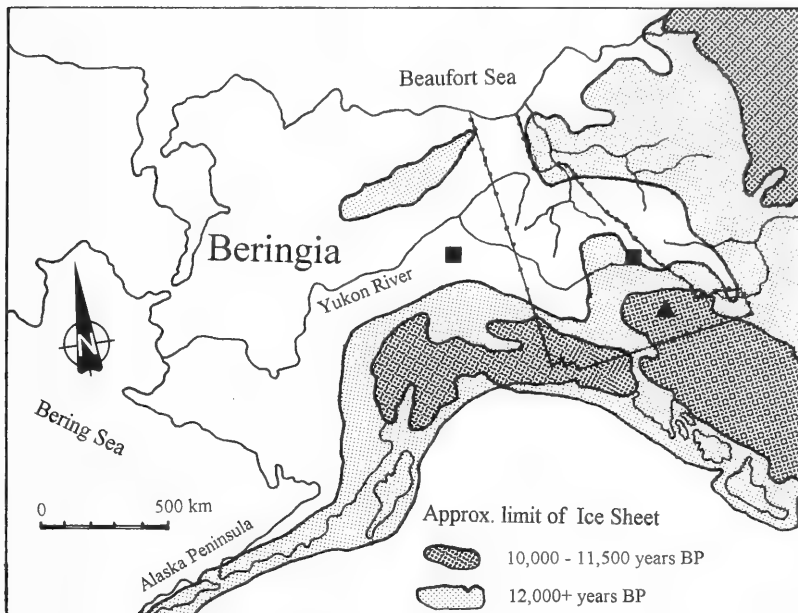 Beaufort Sea
Beringia
Yukon River
N
Bering Sea
0 500 km
Alaska Peninsula
Approx. limit of Ice Sheet
10,000 - 11,500 years BP
12,000+ years BP